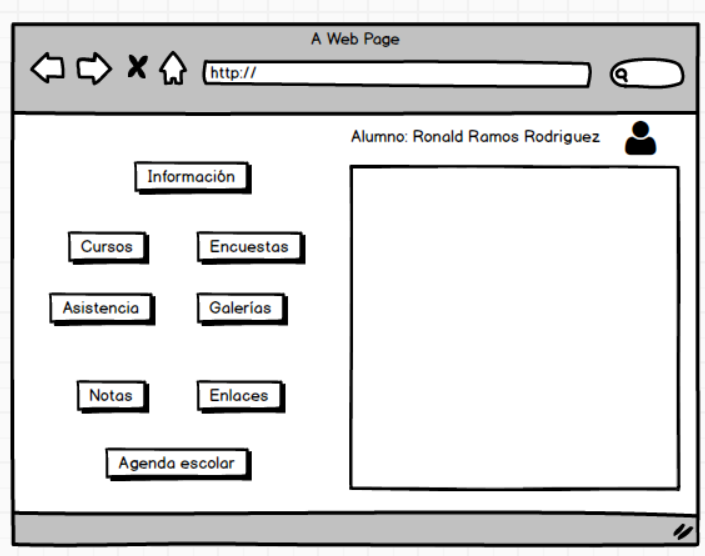 A Web Page
http://
Alumno: Ronald Ramos Rodriguez
Información
Cursos
Encuestas
Asistencia
Galerías
Notas
Enlaces
Agenda escolar